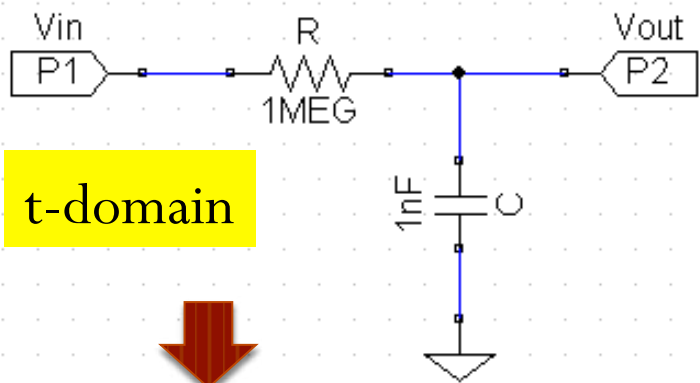 Vin
R
Vout
P1
P2
1MEG
t-domain
1nF
C